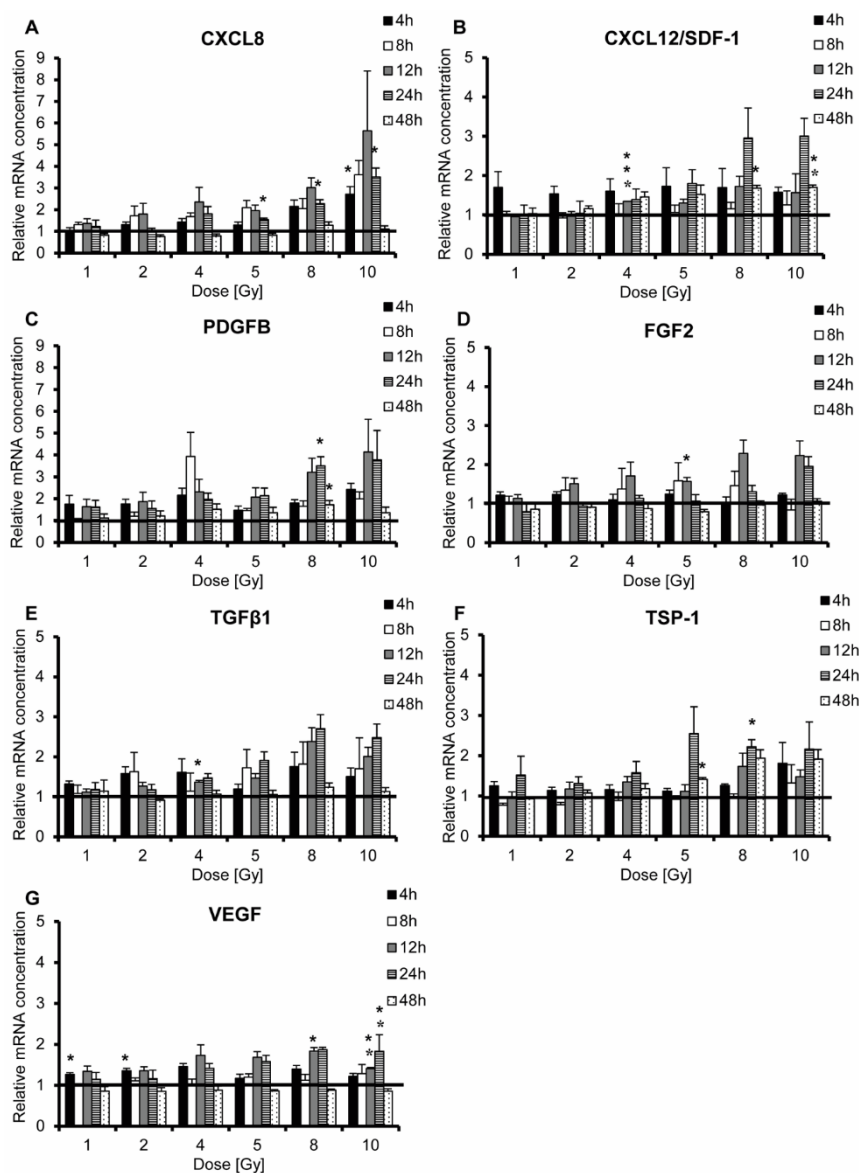 A
CXCL8
4h
8h
12h
24h
48h
Relative mRNA concentration
9
8
7
6
5
4
3
2
1
0
*
*
*
*
1 2 4 5 8 10
Dose [Gy]
B
CXCL12/SDF-1
4h
8h
12h
24h
48h
Relative mRNA concentration
5
4
3
2
1
0
*
*
*
*
*
*
1 2 4 5 8 10
Dose [Gy]
C
PDGFB
4h
8h
12h
24h
48h
Relative mRNA concentration
9
8
7
6
5
4
3
2
1
0
*
*
1 2 4 5 8 10
Dose [Gy]
D
FGF2
4h
8h
12h
24h
48h
Relative mRNA concentration
5
4
3
2
1
0
*
1 2 4 5 8 10
Dose [Gy]
E
TGFβ1
4h
8h
12h
24h
48h
Relative mRNA concentration
5
4
3
2
1
0
*
1 2 4 5 8 10
Dose [Gy]
F
TSP-1
4h
8h
12h
24h
48h
Relative mRNA concentration
5
4
3
2
1
0
*
*
1 2 4 5 8 10
Dose [Gy]
G
VEGF
4h
8h
12h
24h
48h
Relative mRNA concentration
5
4
3
2
1
0
*
*
*
*
*
*
*
1 2 4 5 8 10
Dose [Gy]